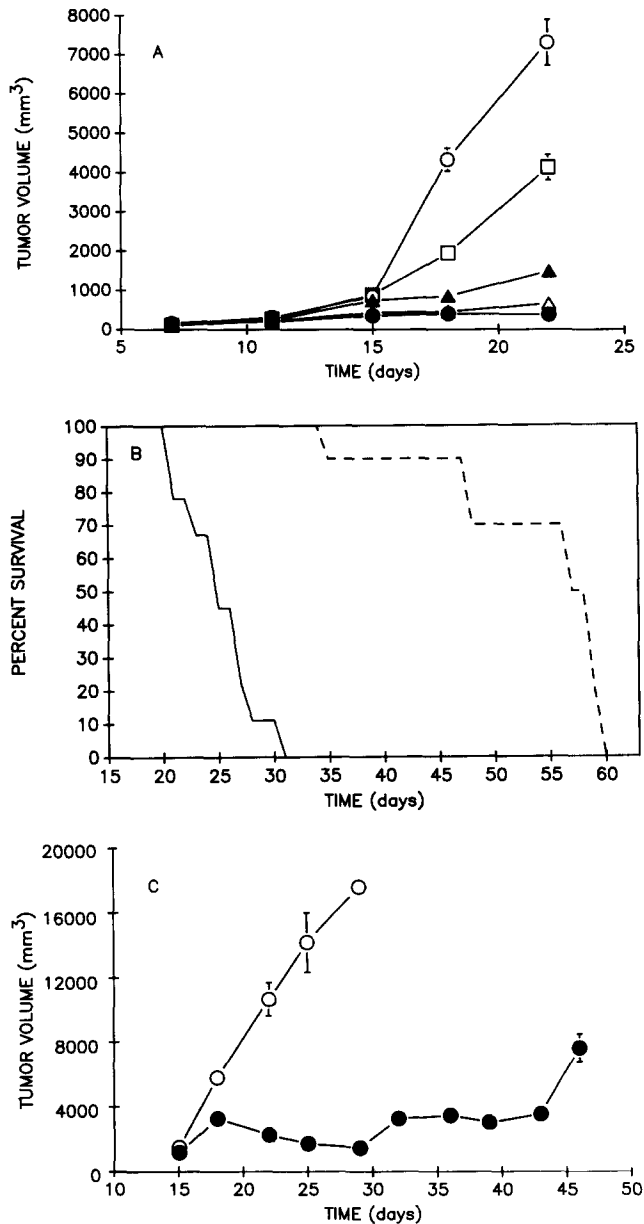 A
TUMOR VOLUME (mm³)
8000
7000
6000
5000
4000
3000
2000
1000
0
5 10 15 20 25
TIME (days)
B
PERCENT SURVIVAL
100
90
80
70
60
50
40
30
20
10
0
15 20 25 30 35 40 45 50 55 60
TIME (days)
C
TUMOR VOLUME (mm³)
20000
16000
12000
8000
4000
0
10 15 20 25 30 35 40 45 50
TIME (days)